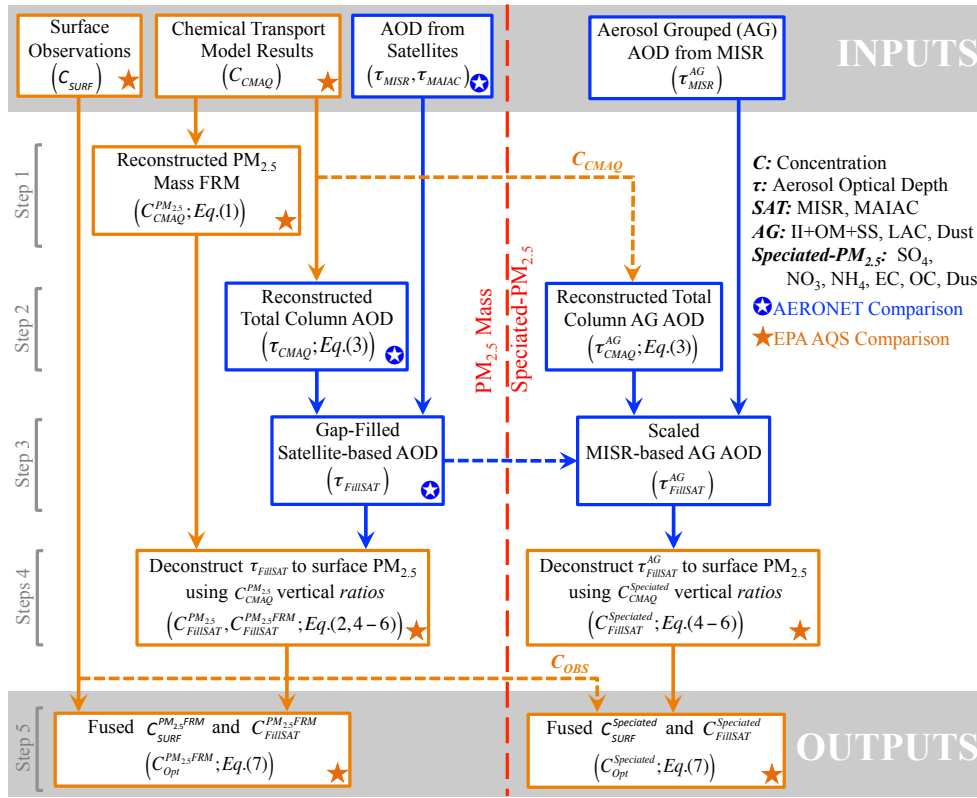 Surface
Observations
(C_SURF)
Chemical Transport
Model Results
(C_CMAQ)
AOD from
Satellites
(τ_MISR, τ_MAIAC)
Aerosol Grouped (AG)
AOD from MISR
(τ^AG_MISR)
INPUTS
Step 1
Reconstructed PM2.5
Mass FRM
(C^PM2.5_CMAQ; Eq.(1))
C_CMAQ
C: Concentration
τ: Aerosol Optical Depth
SAT: MISR, MAIAC
AG: II+OM+SS, LAC, Dust
Speciated-PM2.5: SO4,
NO3, NH4, EC, OC, Dus
AERONET Comparison
EPA AQS Comparison
PM2.5 Mass
Speciated-PM2.5
Step 2
Reconstructed
Total Column AOD
(τ_CMAQ; Eq.(3))
Reconstructed Total
Column AG AOD
(τ^AG_CMAQ; Eq.(3))
Step 3
Gap-Filled
Satellite-based AOD
(τ_FillSAT)
Scaled
MISR-based AG AOD
(τ^AG_FillSAT)
Steps 4
Deconstruct τ_FillSAT to surface PM2.5
using C^PM2.5_CMAQ vertical ratios
(C^PM2.5_FillSAT, C^PM2.5FRM_FillSAT; Eq.(2, 4 – 6))
Deconstruct τ^AG_FillSAT to surface PM2.5
using C^Speciated_CMAQ vertical ratios
(C^Speciated_FillSAT; Eq.(4 – 6))
C_OBS
Step 5
Fused C^PM2.5FRM_SURF and C^PM2.5FRM_FillSAT
(C^PM2.5FRM_Opt; Eq.(7))
Fused C^Speciated_SURF and C^Speciated_FillSAT
(C^Speciated_Opt; Eq.(7))
OUTPUTS